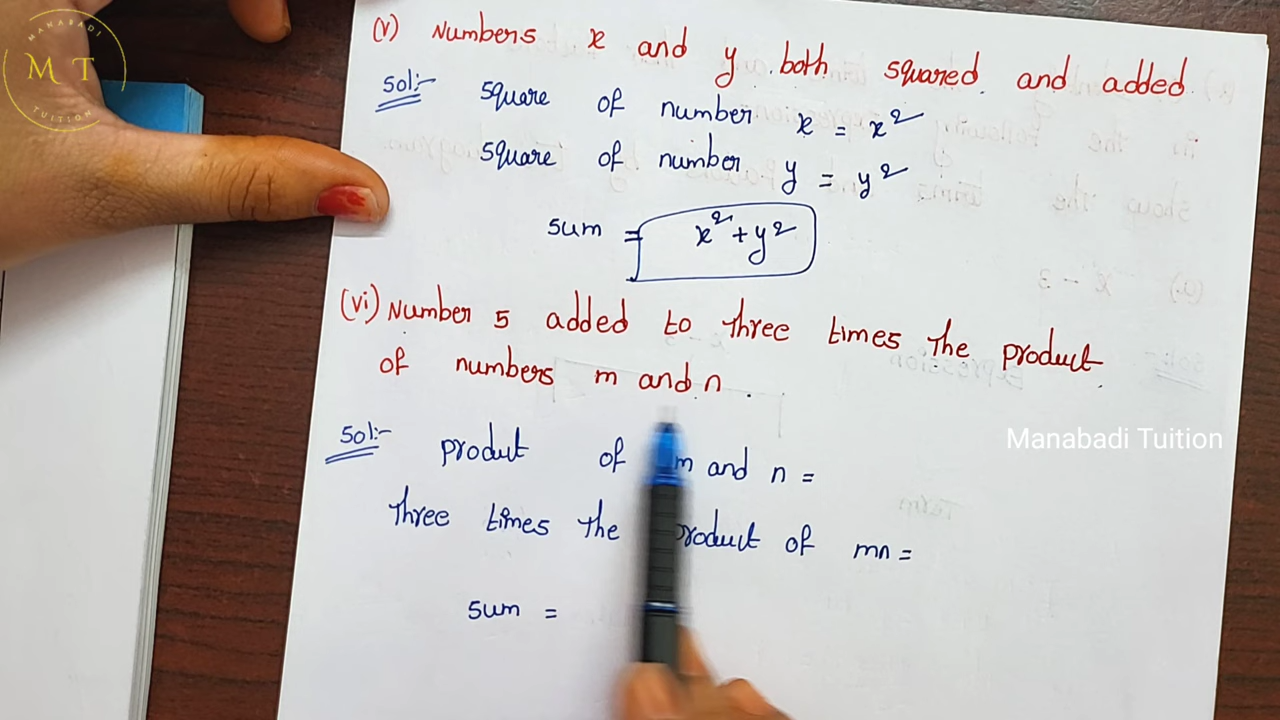 MANABADI
M T
TUITION
(v) Numbers x and y both squared and added
Sol:- Square of number x = x²
Square of number y = y²
Sum = x² + y²
(vi) Number 5 added to three times the product
of numbers m and n.
Manabadi Tuition
Sol:- product of m and n =
three times the product of mn =
Sum =